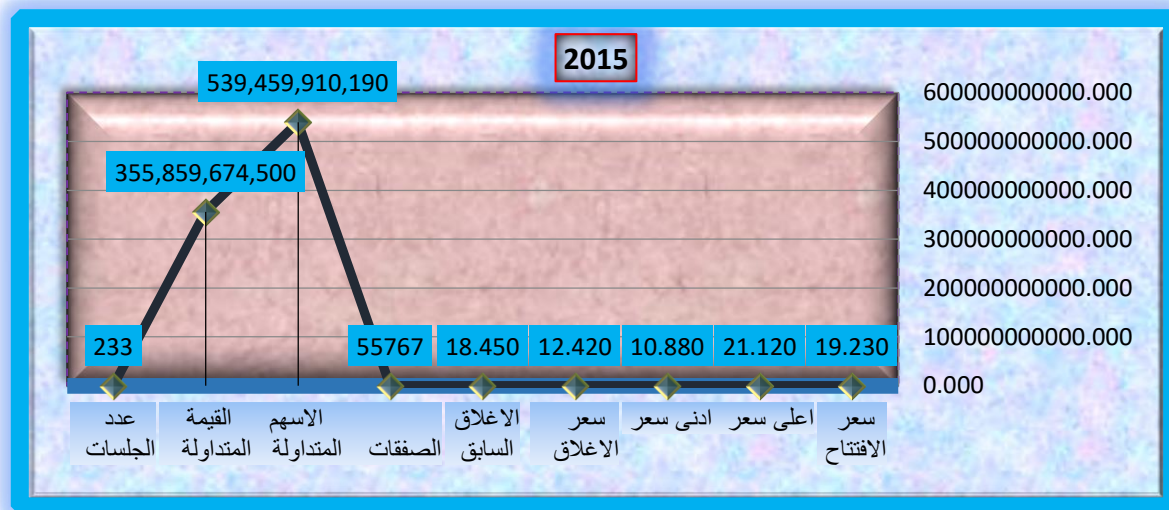 2015
539,459,910,190
355,859,674,500
233
55767
18.450
12.420
10.880
21.120
19.230
600000000000.000
500000000000.000
400000000000.000
300000000000.000
200000000000.000
100000000000.000
0.000
سعر
الافتتاح
اعلى سعر
ادنى سعر
سعر
الاغلاق
الاغلاق
السابق
الصفقات
الاسهم
المتداولة
القيمة
المتداولة
عدد
الجلسات